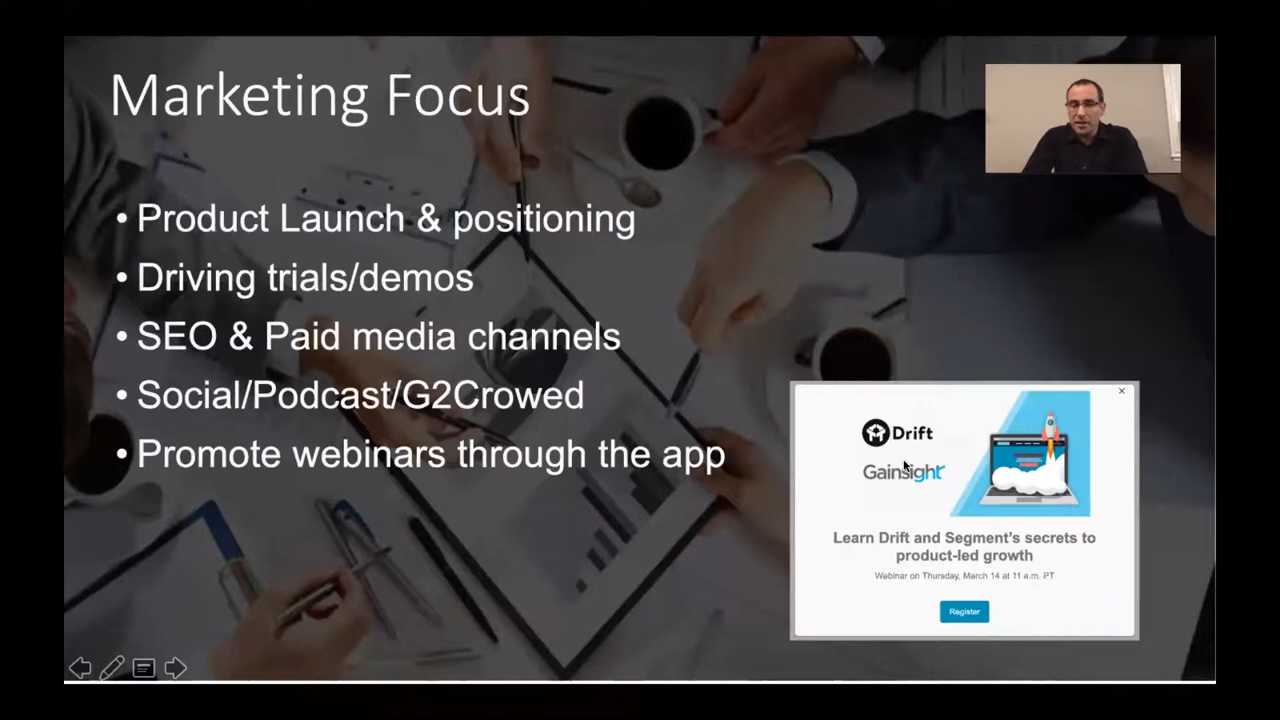 Marketing Focus
• Product Launch & positioning
• Driving trials/demos
• SEO & Paid media channels
• Social/Podcast/G2Crowed
• Promote webinars through the app
Drift
Gainsight
Learn Drift and Segment's secrets to
product-led growth
Webinar on Thursday, March 14 at 11 a.m. PT
Register